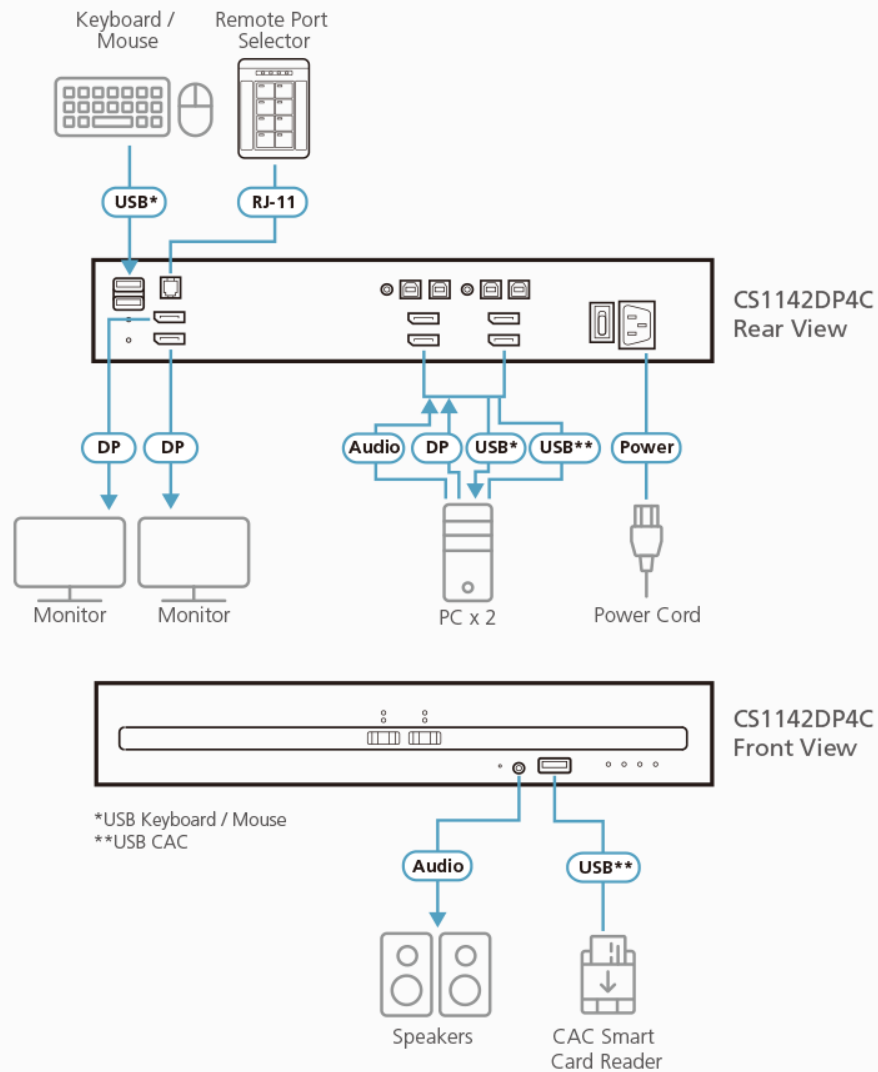 Keyboard /
Mouse
Remote Port
Selector
USB*
RJ-11
CS1142DP4C
Rear View
DP
DP
Audio
DP
USB*
USB**
Power
Monitor
Monitor
PC x 2
Power Cord
CS1142DP4C
Front View
*USB Keyboard / Mouse
**USB CAC
Audio
USB**
Speakers
CAC Smart
Card Reader